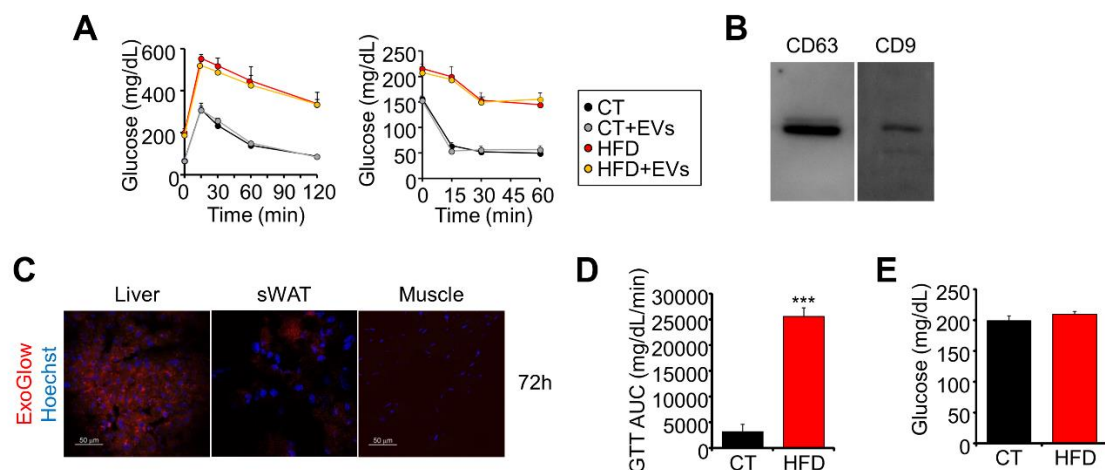 A
Glucose (mg/dL)
600
400
200
0
0 30 60 90 120
Time (min)
Glucose (mg/dL)
250
200
150
100
50
0
0 15 30 45 60
Time (min)
CT
CT+EVs
HFD
HFD+EVs
B
CD63 CD9
C
Liver sWAT Muscle
ExoGlow
Hoechst
50 µm
50 µm
72h
D
GTT AUC (mg/dL/min)
30000
25000
20000
15000
10000
5000
0
***
CT HFD
E
Glucose (mg/dL)
250
200
150
100
50
0
CT HFD